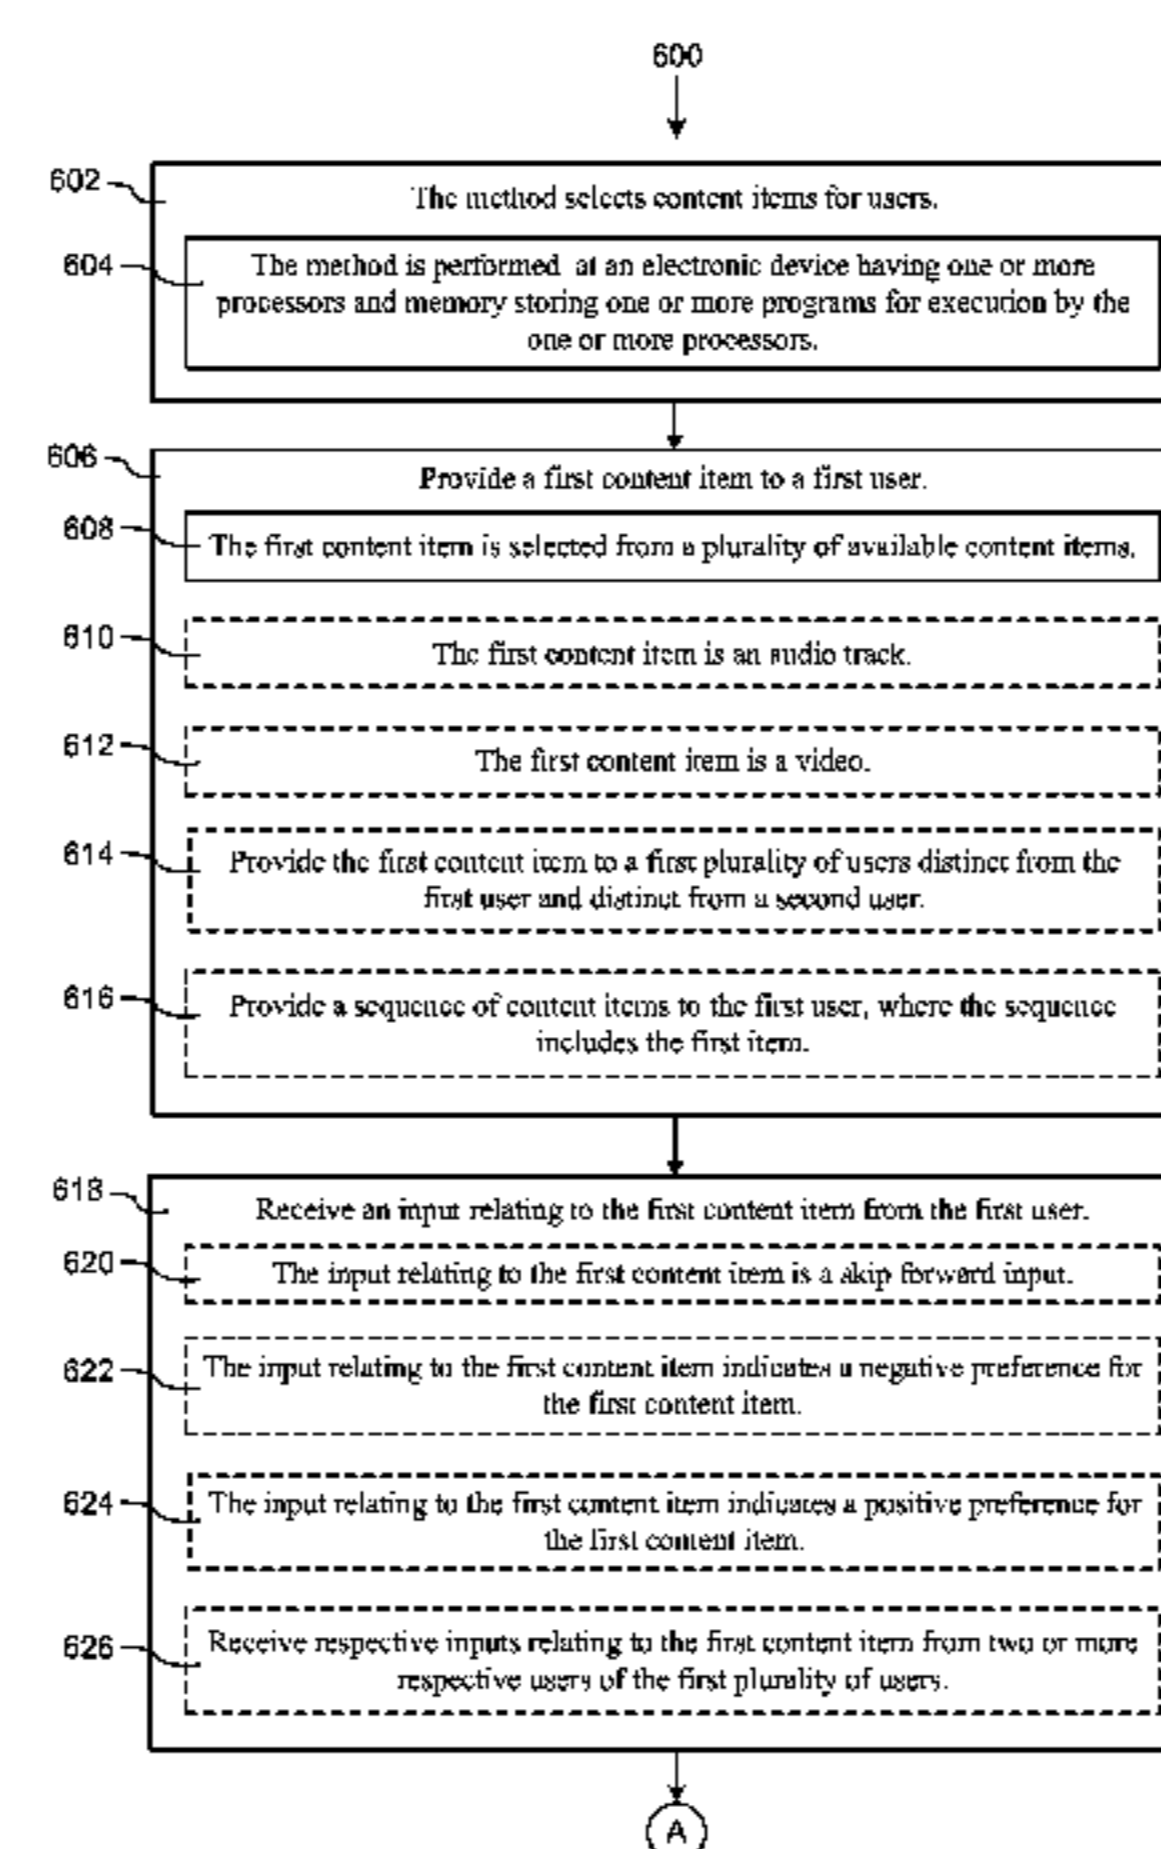 600
602
The method selects content items for users.
604
The method is performed at an electronic device having one or more
processors and memory storing one or more programs for execution by the
one or more processors.
606
Provide a first content item to a first user.
608
The first content item is selected from a plurality of available content items.
610
The first content item is an audio track.
612
The first content item is a video.
614
Provide the first content item to a first plurality of users distinct from the
first user and distinct from a second user.
616
Provide a sequence of content items to the first user, where the sequence
includes the first item.
618
Receive an input relating to the first content item from the first user.
620
The input relating to the first content item is a skip forward input.
622
The input relating to the first content item indicates a negative preference for
the first content item.
624
The input relating to the first content item indicates a positive preference for
the first content item.
626
Receive respective inputs relating to the first content item from two or more
respective users of the first plurality of users.
A